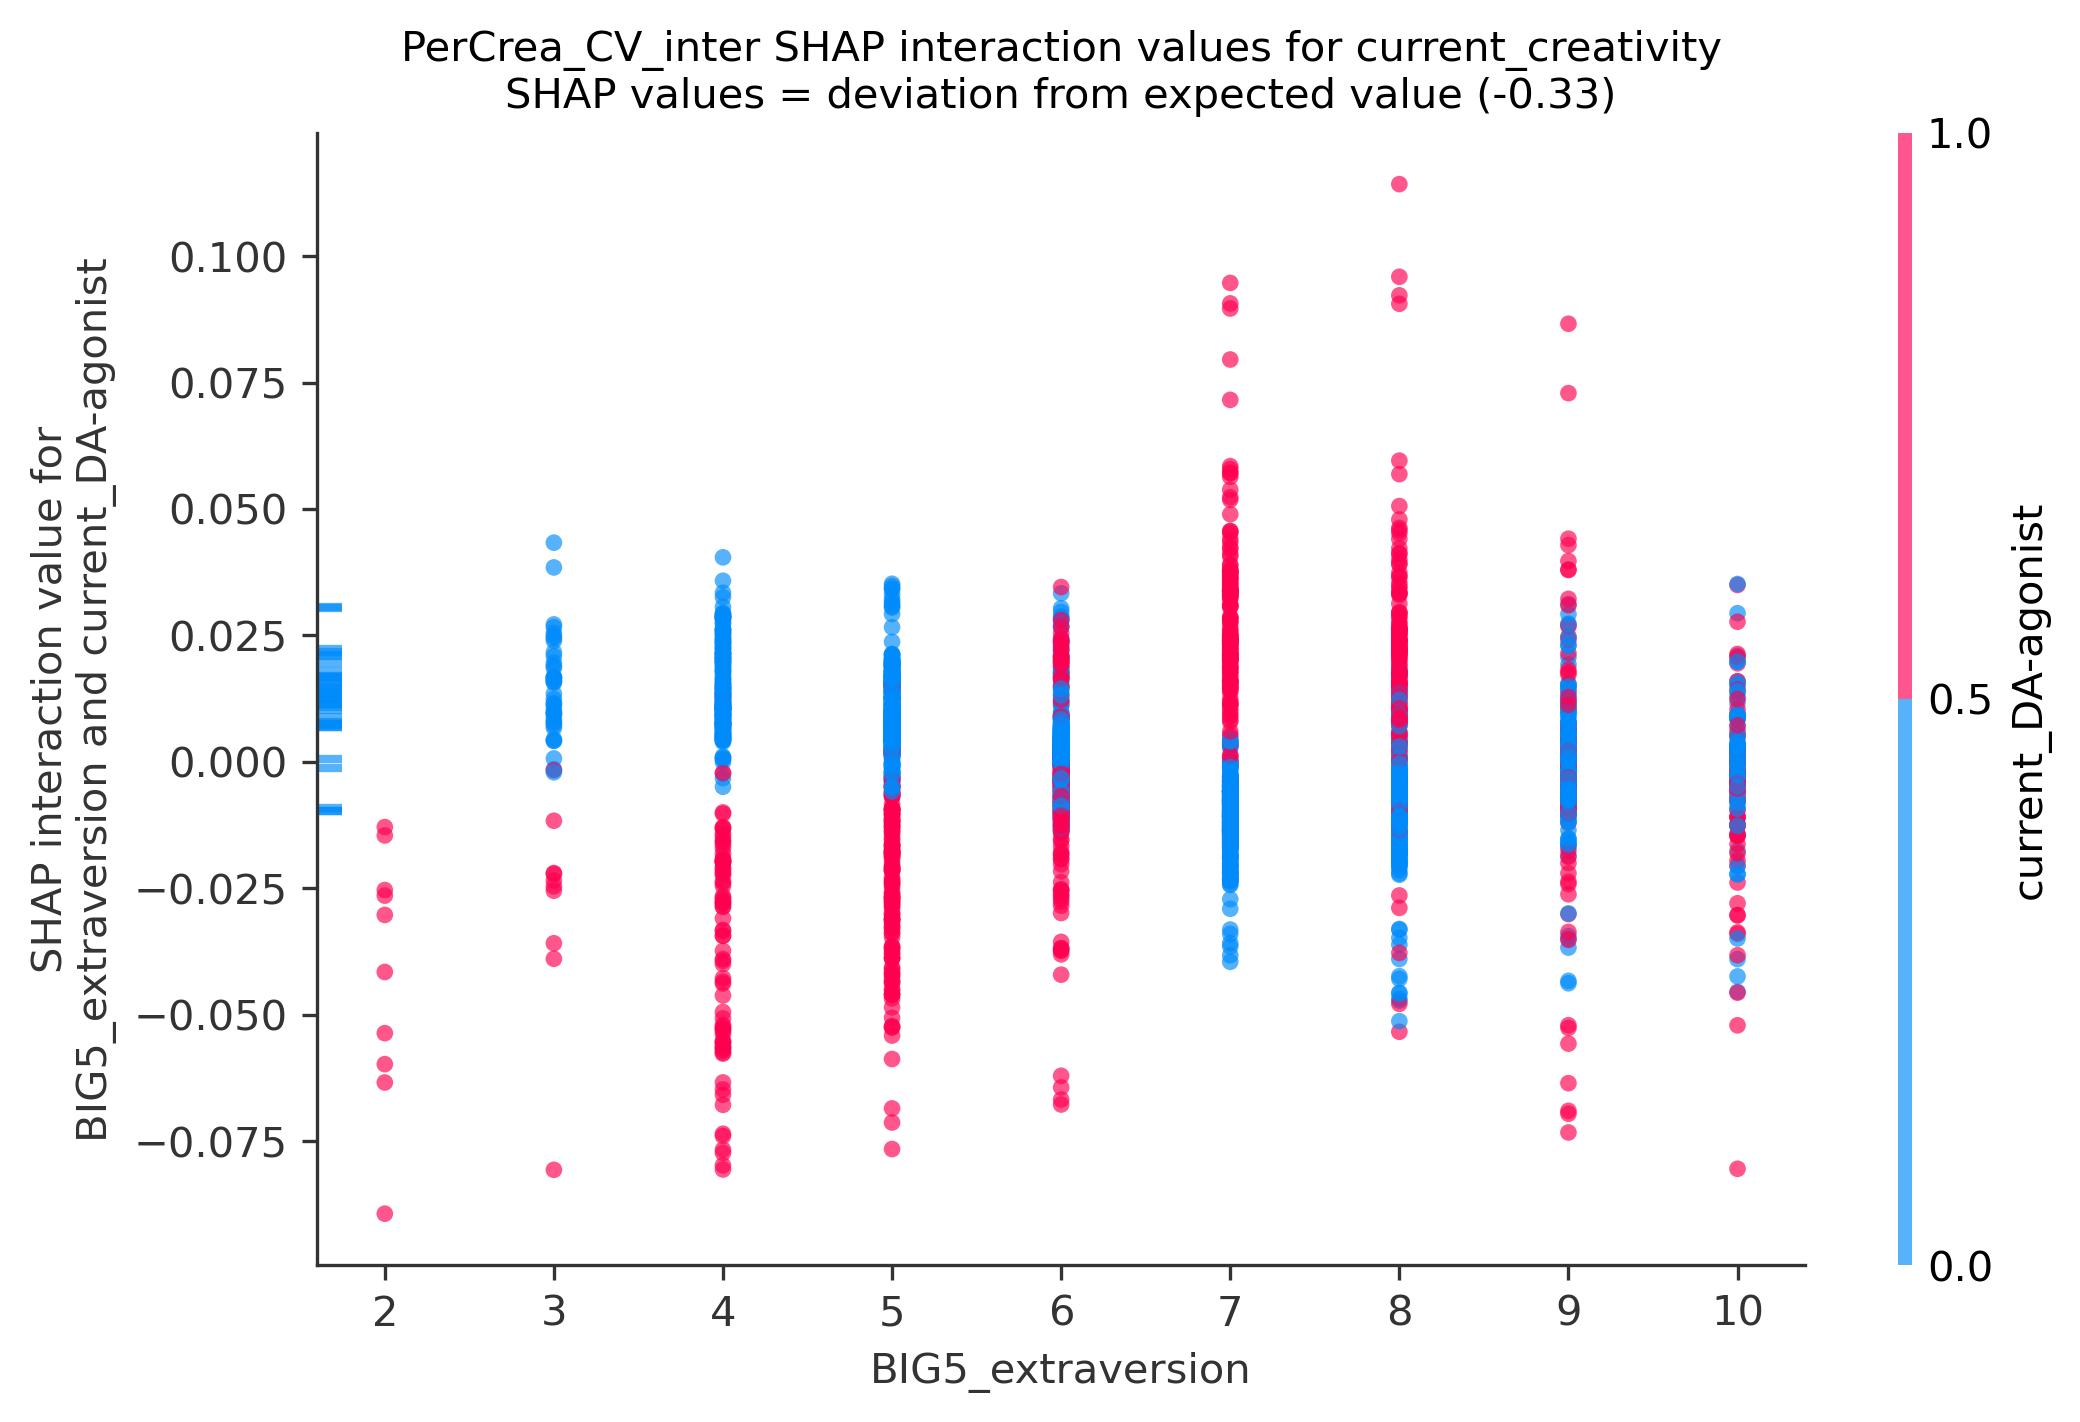 PerCrea_CV_inter SHAP interaction values for current_creativity
SHAP values = deviation from expected value (-0.33)
SHAP interaction value for
BIG5_extraversion and current_DA-agonist
0.100
0.075
0.050
0.025
0.000
−0.025
−0.050
−0.075
2 3 4 5 6 7 8 9 10
BIG5_extraversion
1.0
0.5
0.0
current_DA-agonist